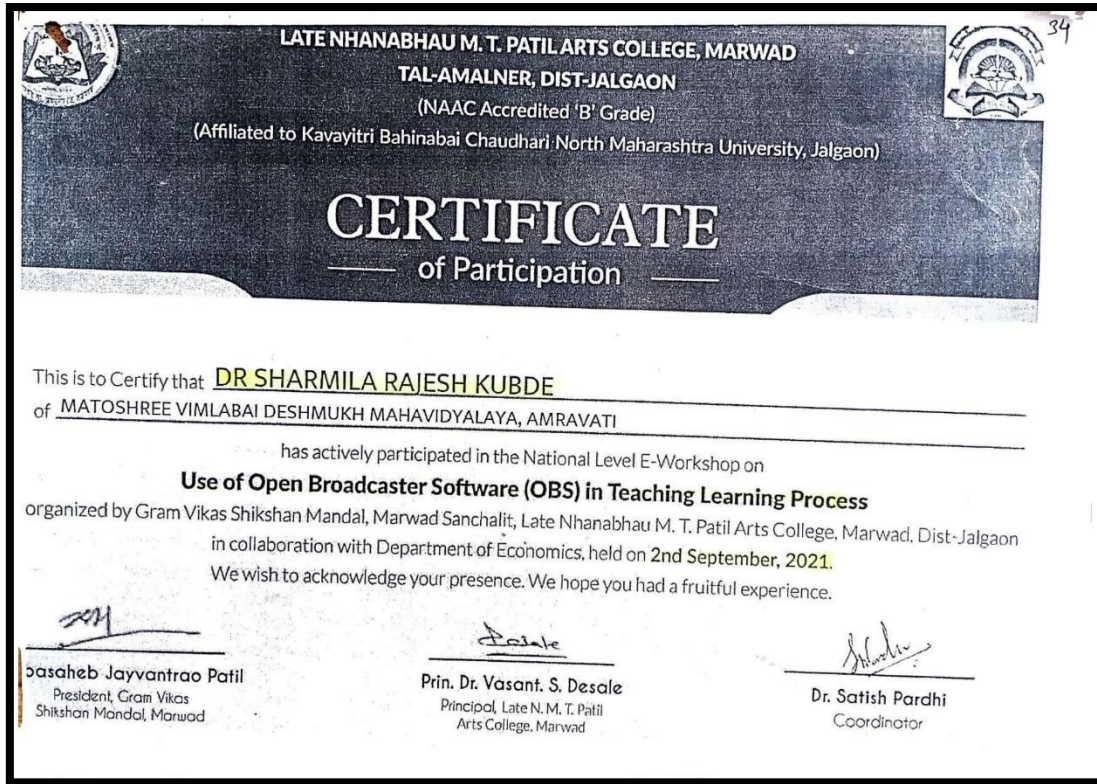 34
LATE NHANABHAU M. T. PATIL ARTS COLLEGE, MARWAD
TAL-AMALNER, DIST-JALGAON
(NAAC Accredited 'B' Grade)
(Affiliated to Kavayitri Bahinabai Chaudhari North Maharashtra University, Jalgaon)
CERTIFICATE
of Participation
This is to Certify that DR SHARMILA RAJESH KUBDE
of MATOSHREE VIMLABAI DESHMUKH MAHAVIDYALAYA, AMRAVATI
has actively participated in the National Level E-Workshop on
Use of Open Broadcaster Software (OBS) in Teaching Learning Process
organized by Gram Vikas Shikshan Mandal, Marwad Sanchalit, Late Nhanabhau M. T. Patil Arts College, Marwad, Dist-Jalgaon
in collaboration with Department of Economics, held on 2nd September, 2021.
We wish to acknowledge your presence. We hope you had a fruitful experience.
Desale
Jayvantrao Patil
President, Gram Vikas
Shikshan Mandal, Marwad
Prin. Dr. Vasant. S. Desale
Principal, Late N. M. T. Patil
Arts College, Marwad
Dr. Satish Pardhi
Coordinator